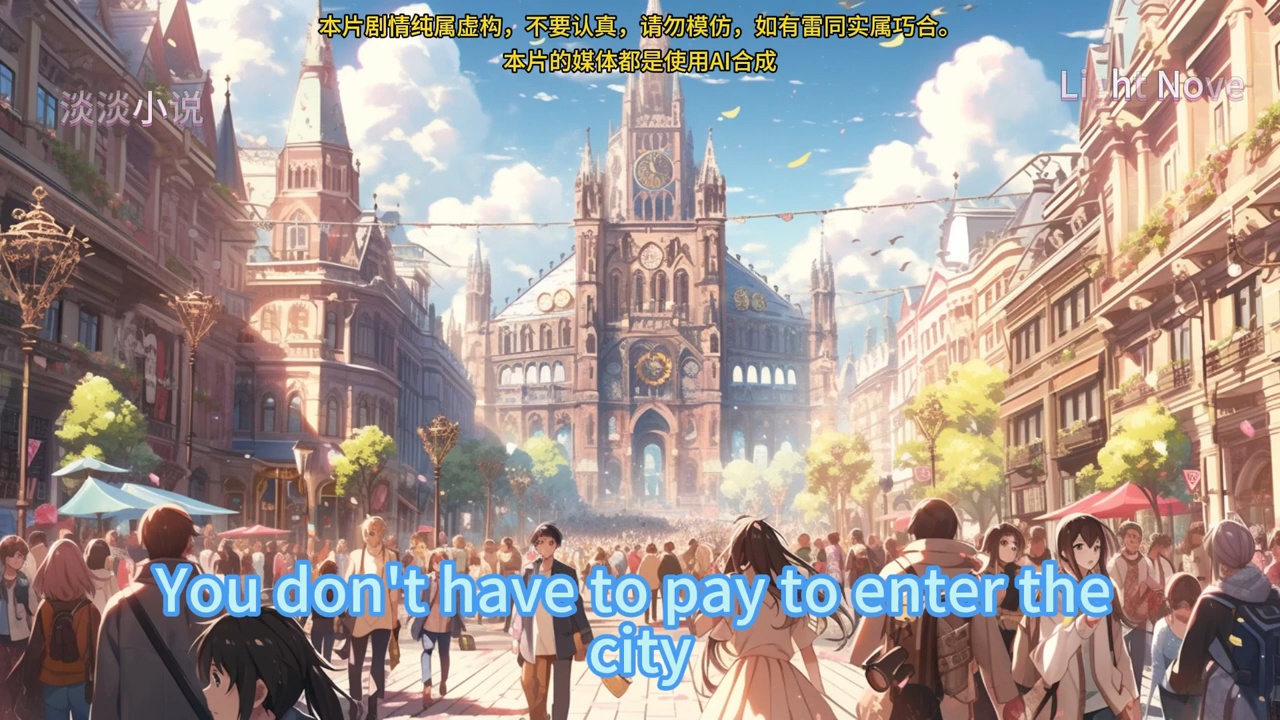 本片剧情纯属虚构，不要认真，请勿模仿，如有雷同实属巧合。
本片的媒体都是使用AI合成
淡淡小说
Light Nove
You don't have to pay to enter the
city